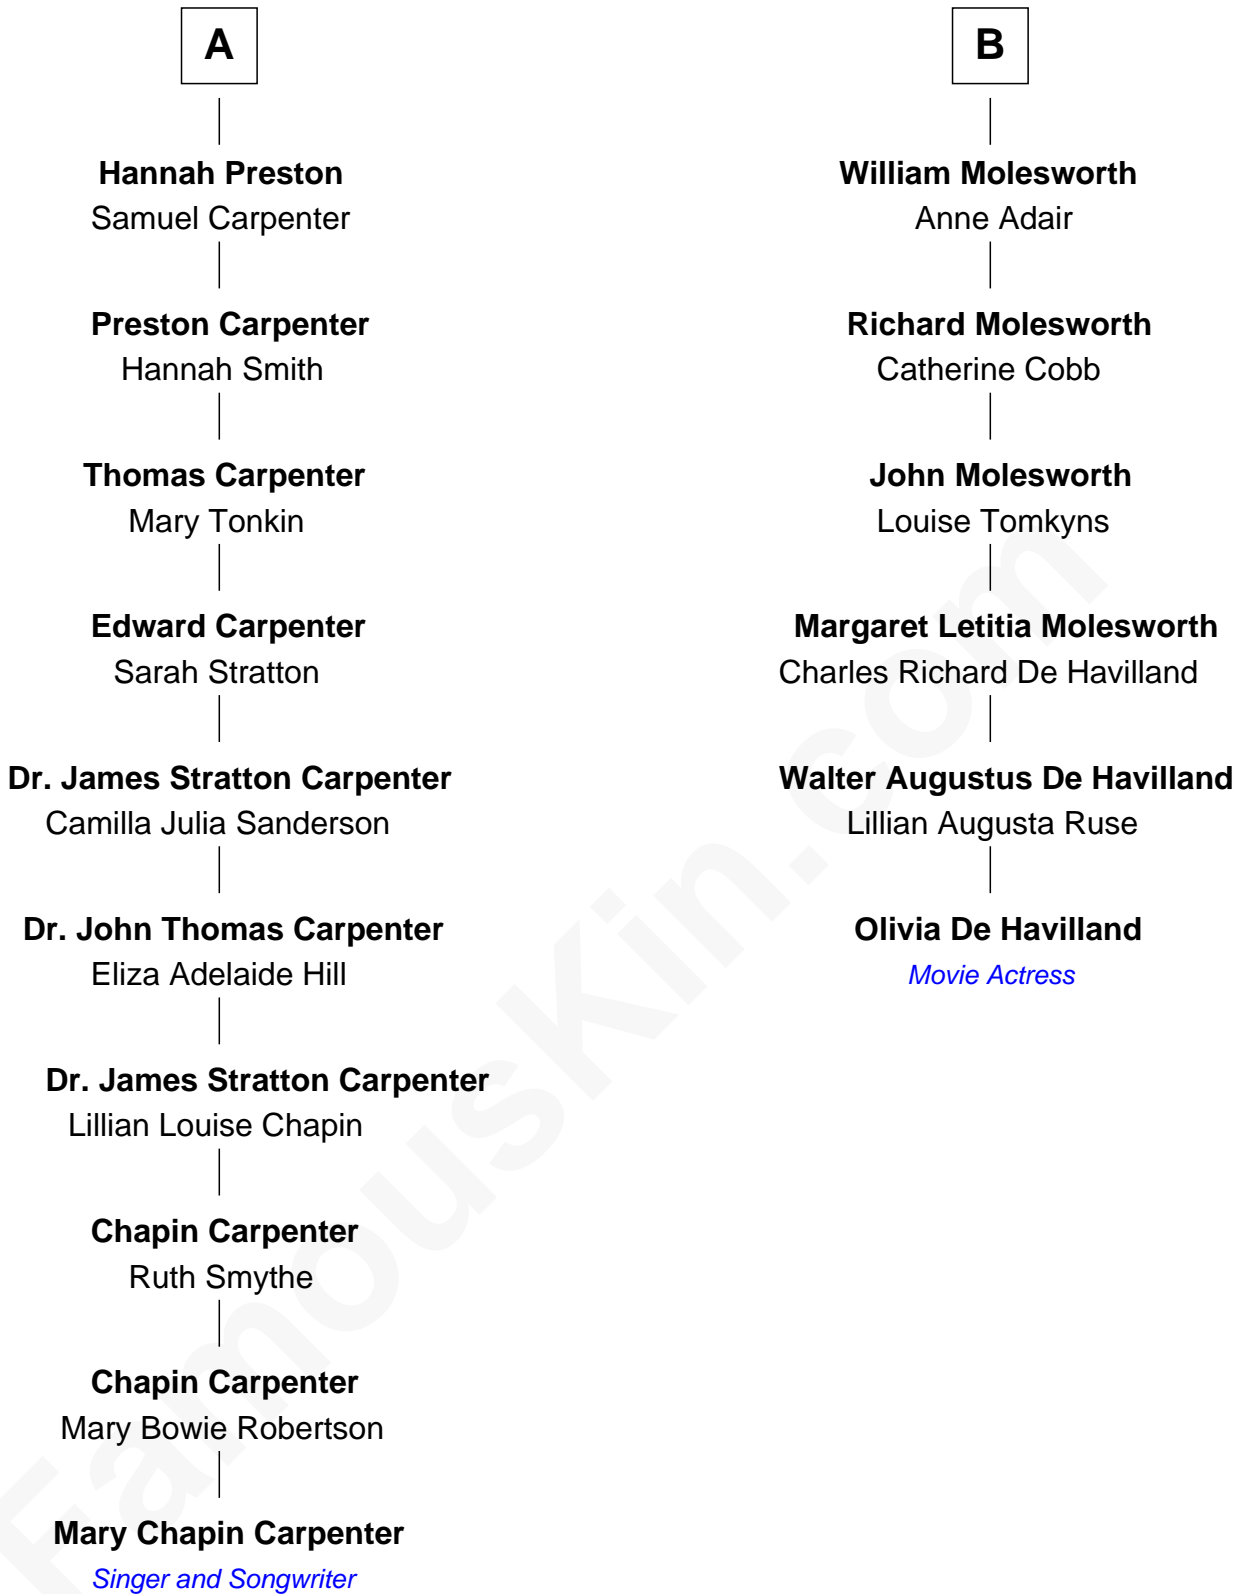 A
Hannah Preston
Samuel Carpenter
Preston Carpenter
Hannah Smith
Thomas Carpenter
Mary Tonkin
Edward Carpenter
Sarah Stratton
Dr. James Stratton Carpenter
Camilla Julia Sanderson
Dr. John Thomas Carpenter
Eliza Adelaide Hill
Dr. James Stratton Carpenter
Lillian Louise Chapin
Chapin Carpenter
Ruth Smythe
Chapin Carpenter
Mary Bowie Robertson
Mary Chapin Carpenter
Singer and Songwriter
B
William Molesworth
Anne Adair
Richard Molesworth
Catherine Cobb
John Molesworth
Louise Tomkyns
Margaret Letitia Molesworth
Charles Richard De Havilland
Walter Augustus De Havilland
Lillian Augusta Ruse
Olivia De Havilland
Movie Actress
FamousKin.com